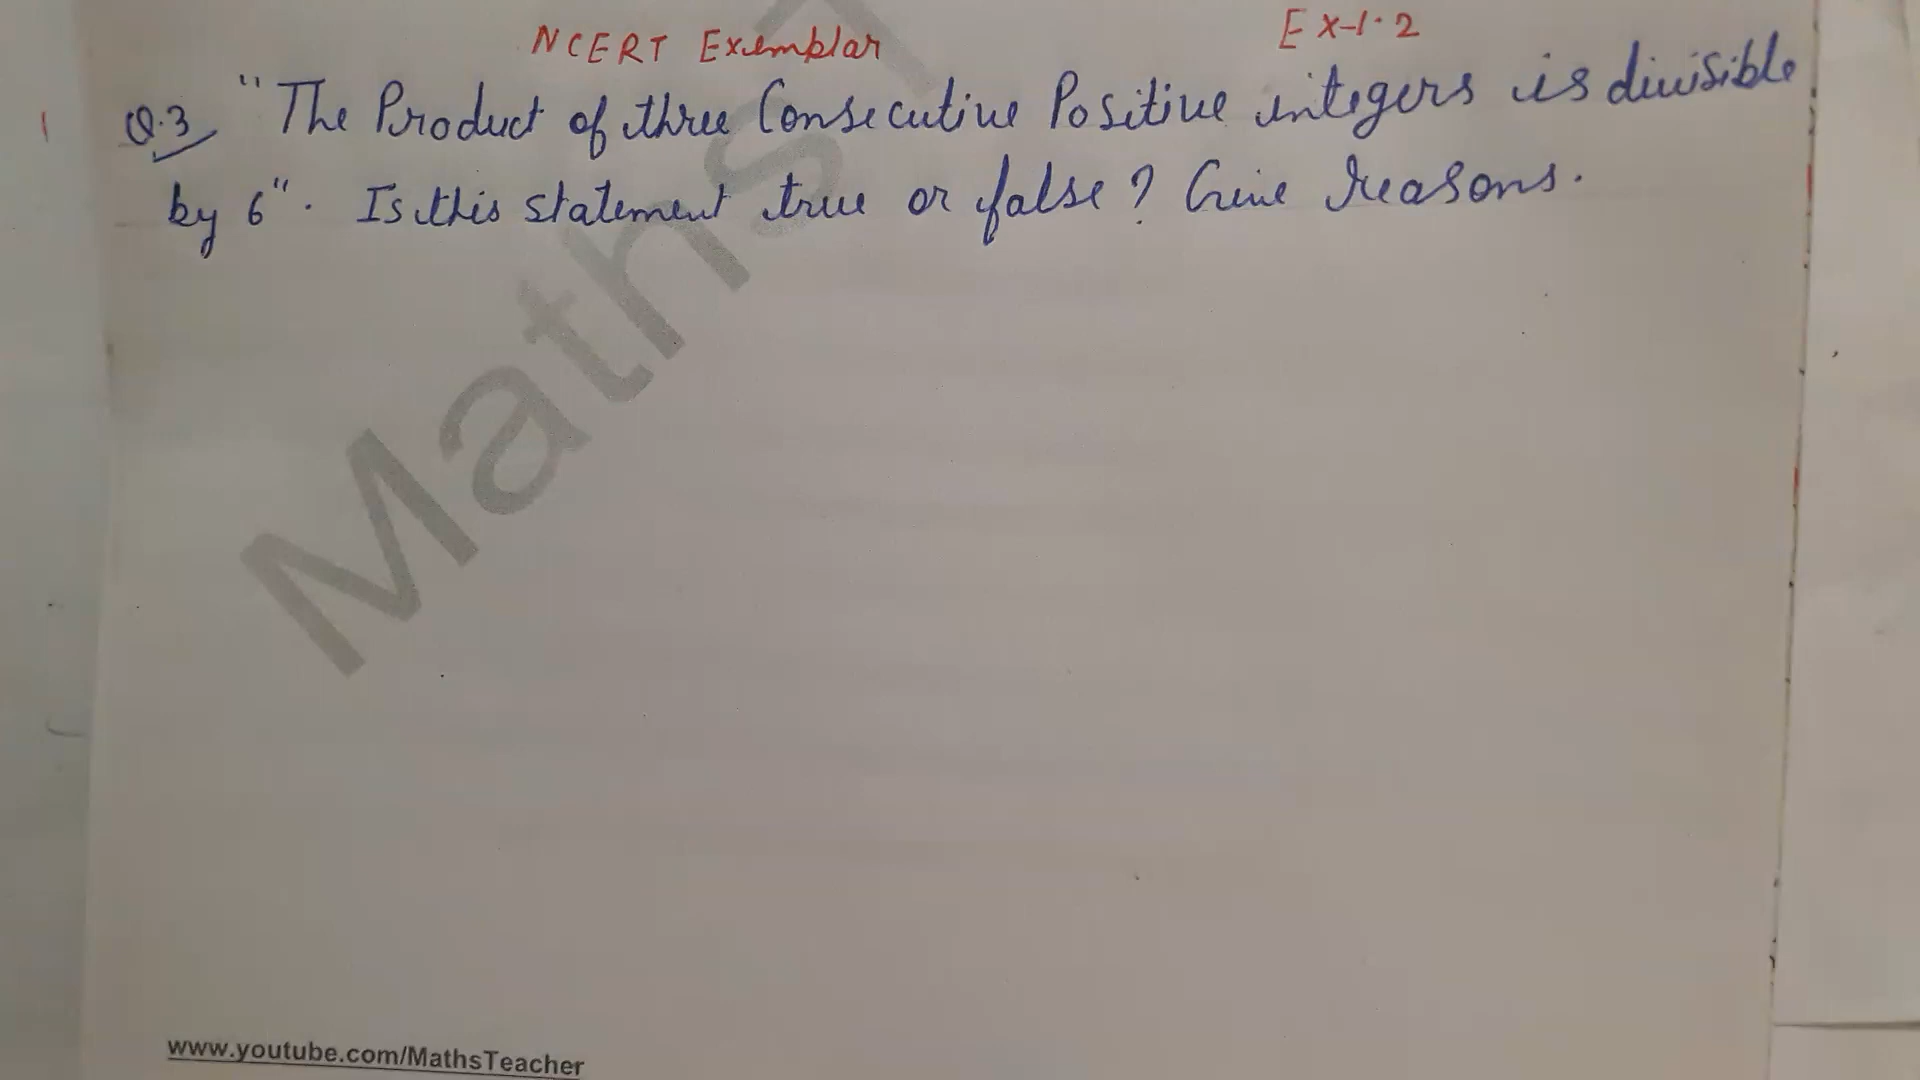 NCERT Exemplar Ex-1.2
Q.3 "The Product of three Consecutive Positive integers is divisible
by 6". Is this statement true or false? Give Reasons.
Maths T
www.youtube.com/MathsTeacher